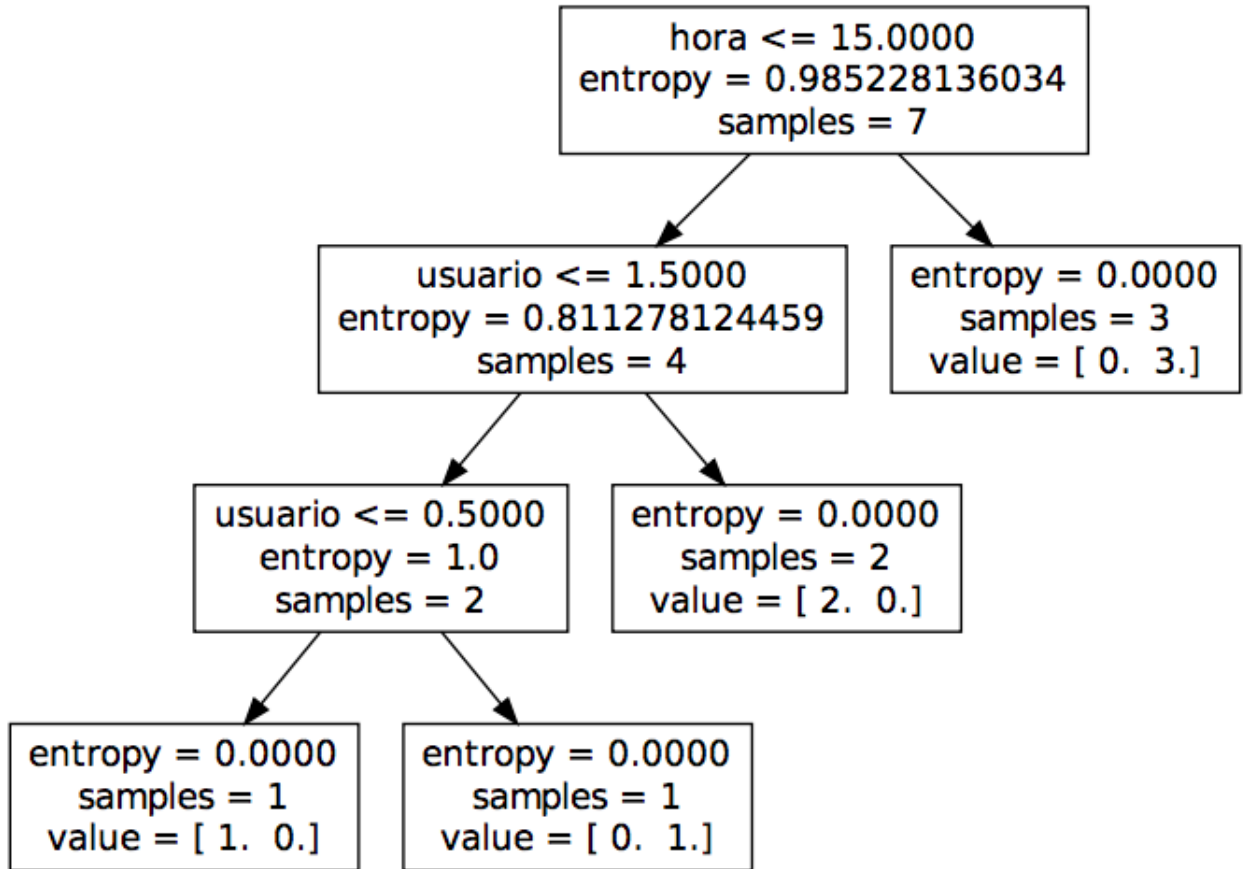 hora <= 15.0000
entropy = 0.985228136034
samples = 7
usuario <= 1.5000
entropy = 0.811278124459
samples = 4
entropy = 0.0000
samples = 3
value = [ 0.  3.]
usuario <= 0.5000
entropy = 1.0
samples = 2
entropy = 0.0000
samples = 2
value = [ 2.  0.]
entropy = 0.0000
samples = 1
value = [ 1.  0.]
entropy = 0.0000
samples = 1
value = [ 0.  1.]